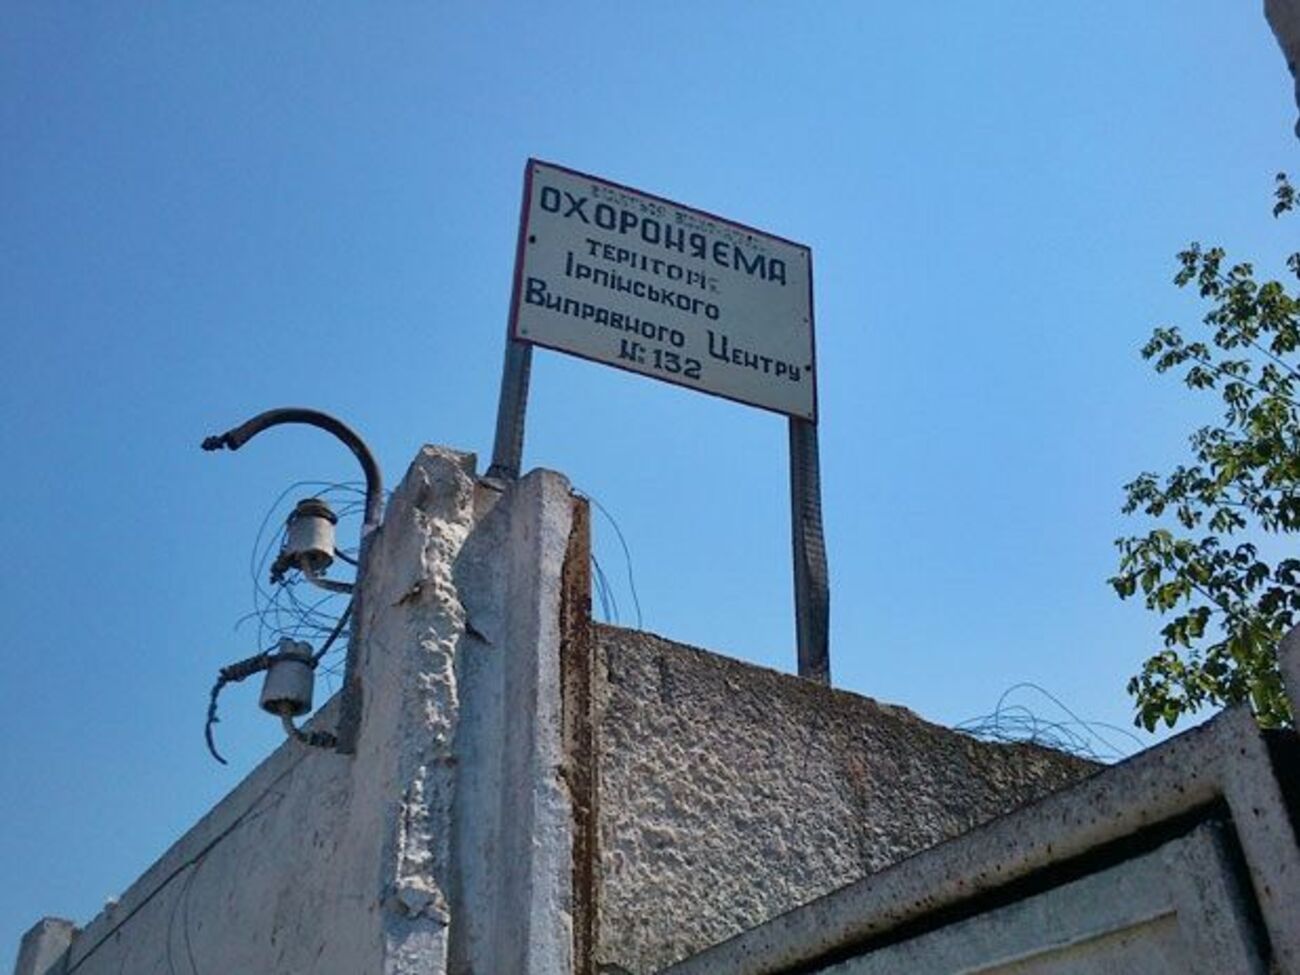 ОХОРОНЯЄМА
ТЕРИТОРІЯ
ІРПІНСЬКОГО
ВИПРАВНОГО ЦЕНТРУ
№ 132